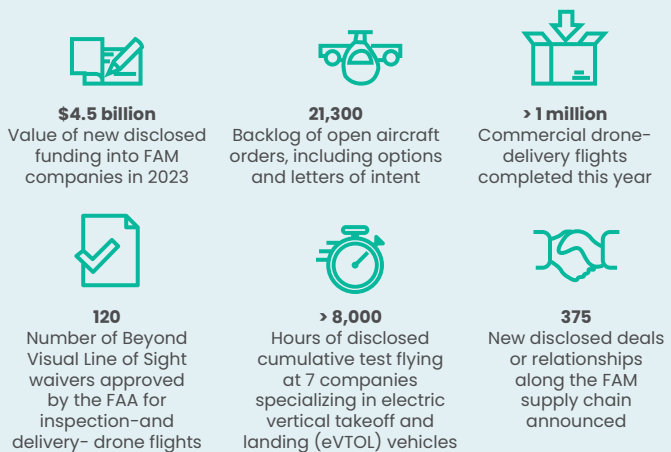 $4.5 billion
Value of new disclosed
funding into FAM
companies in 2023
21,300
Backlog of open aircraft
orders, including options
and letters of intent
> 1 million
Commercial drone-
delivery flights
completed this year
120
Number of Beyond
Visual Line of Sight
waivers approved
by the FAA for
inspection-and
delivery- drone flights
> 8,000
Hours of disclosed
cumulative test flying
at 7 companies
specializing in electric
vertical takeoff and
landing (eVTOL) vehicles
375
New disclosed deals
or relationships
along the FAM
supply chain
announced